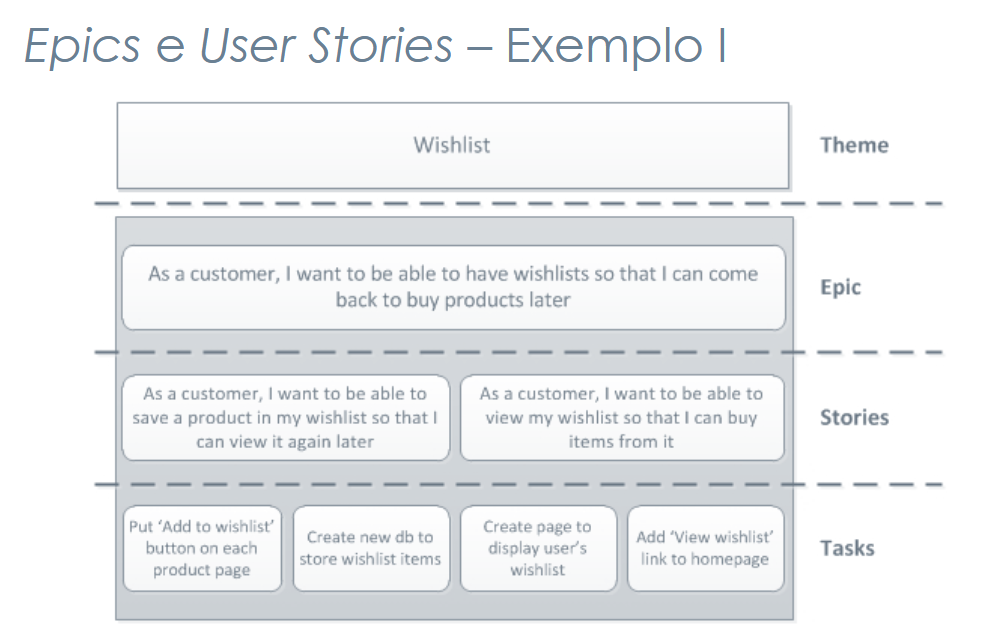 Epics e User Stories – Exemplo I
Wishlist
Theme
As a customer, I want to be able to have wishlists so that I can come
back to buy products later
Epic
As a customer, I want to be able to
save a product in my wishlist so that I
can view it again later
As a customer, I want to be able to
view my wishlist so that I can buy
items from it
Stories
Put ‘Add to wishlist’
button on each
product page
Create new db to
store wishlist items
Create page to
display user’s
wishlist
Add ‘View wishlist’
link to homepage
Tasks